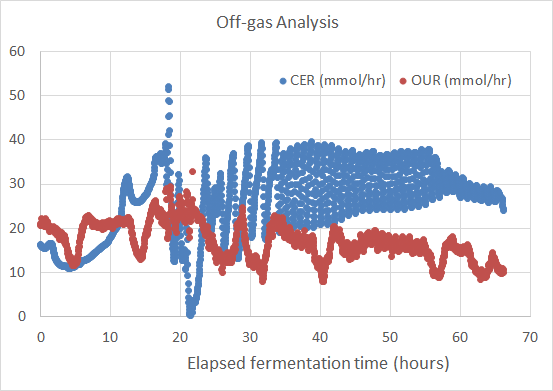 Off-gas Analysis
60
50
40
30
20
10
0
CER (mmol/hr) OUR (mmol/hr)
0 10 20 30 40 50 60 70
Elapsed fermentation time (hours)